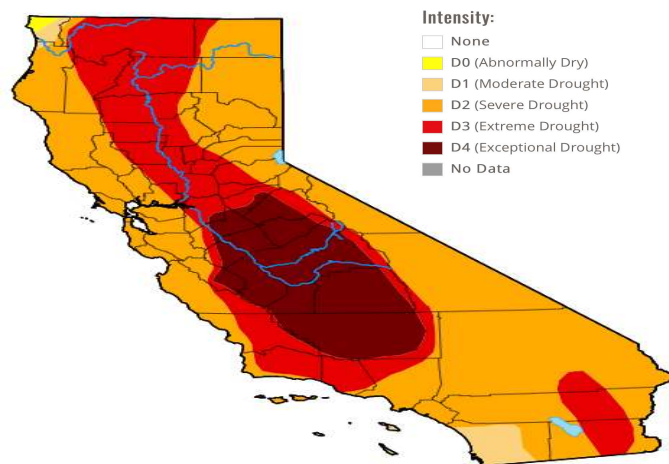 Intensity:
None
D0 (Abnormally Dry)
D1 (Moderate Drought)
D2 (Severe Drought)
D3 (Extreme Drought)
D4 (Exceptional Drought)
No Data